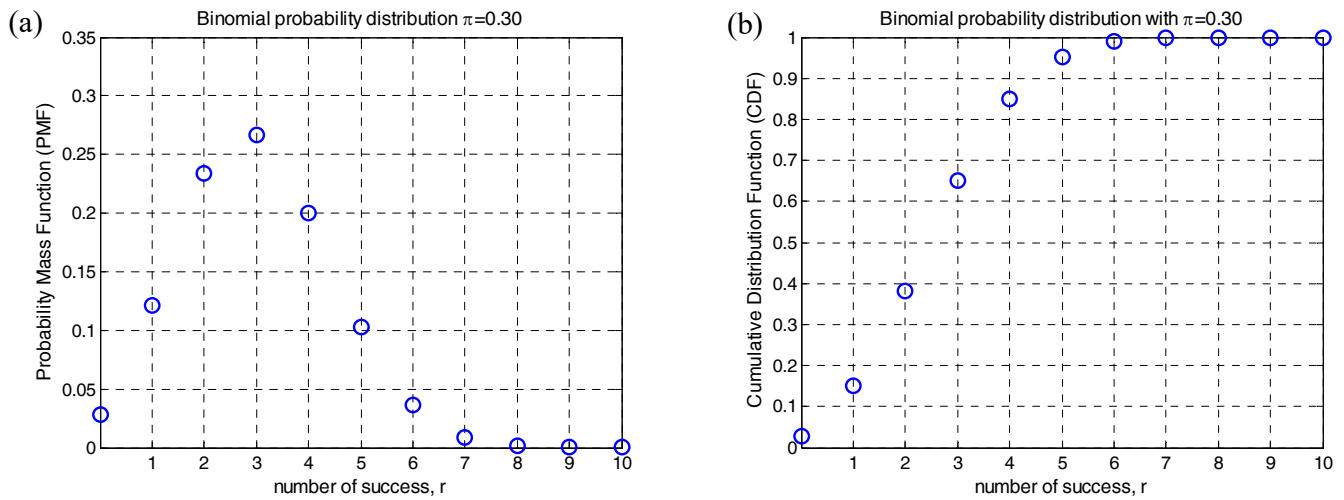 (a)
Binomial probability distribution π=0.30
Probability Mass Function (PMF)
0.35
0.3
0.25
0.2
0.15
0.1
0.05
0
1 2 3 4 5 6 7 8 9 10
number of success, r
(b)
Binomial probability distribution with π=0.30
Cumulative Distribution Function (CDF)
1
0.9
0.8
0.7
0.6
0.5
0.4
0.3
0.2
0.1
0
1 2 3 4 5 6 7 8 9 10
number of success, r